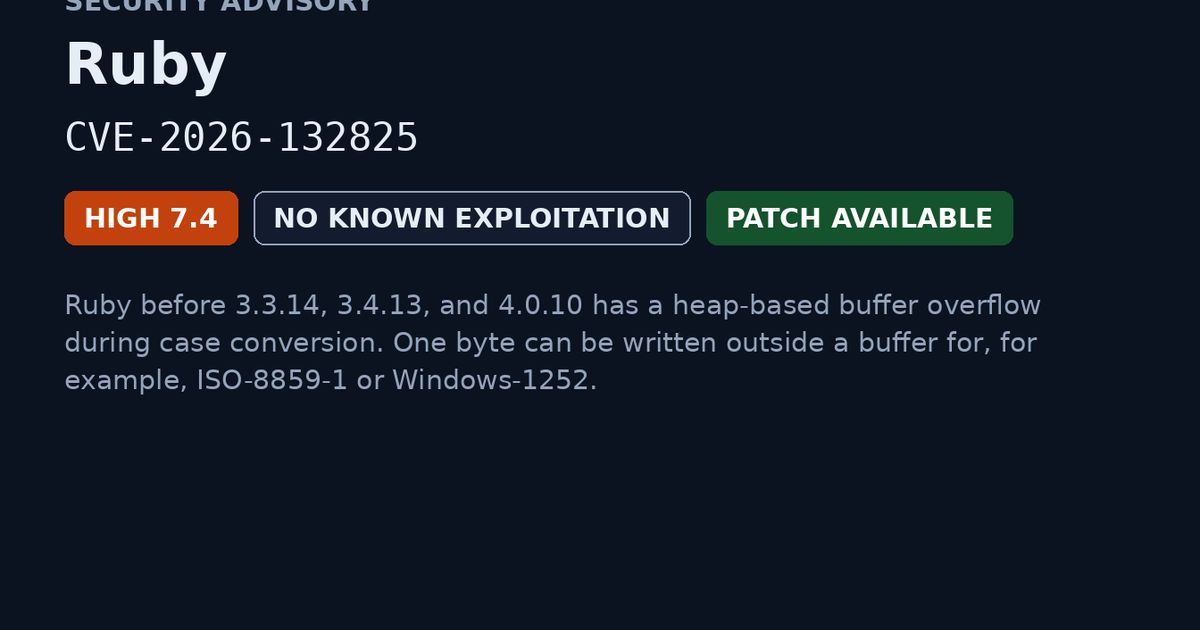 SECURITY ADVISORY
Ruby
CVE-2026-132825
HIGH 7.4
NO KNOWN EXPLOITATION
PATCH AVAILABLE
Ruby before 3.3.14, 3.4.13, and 4.0.10 has a heap-based buffer overflow
during case conversion. One byte can be written outside a buffer for, for
example, ISO-8859-1 or Windows-1252.